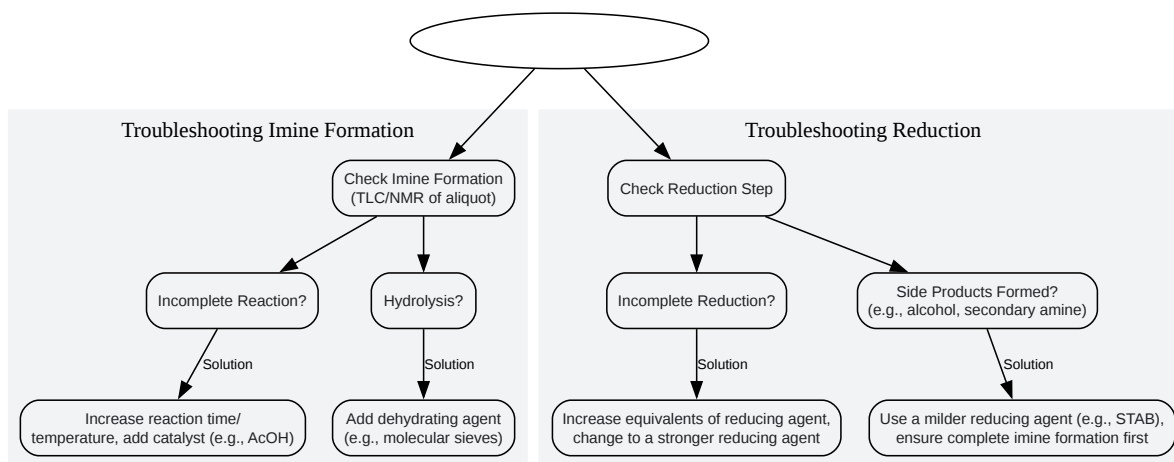 Troubleshooting Imine Formation
Troubleshooting Reduction
Check Imine Formation
(TLC/NMR of aliquot)
Check Reduction Step
Incomplete Reaction?
Hydrolysis?
Incomplete Reduction?
Side Products Formed?
(e.g., alcohol, secondary amine)
Solution
Solution
Solution
Solution
Increase reaction time/
temperature, add catalyst (e.g., AcOH)
Add dehydrating agent
(e.g., molecular sieves)
Increase equivalents of reducing agent,
change to a stronger reducing agent
Use a milder reducing agent (e.g., STAB),
ensure complete imine formation first